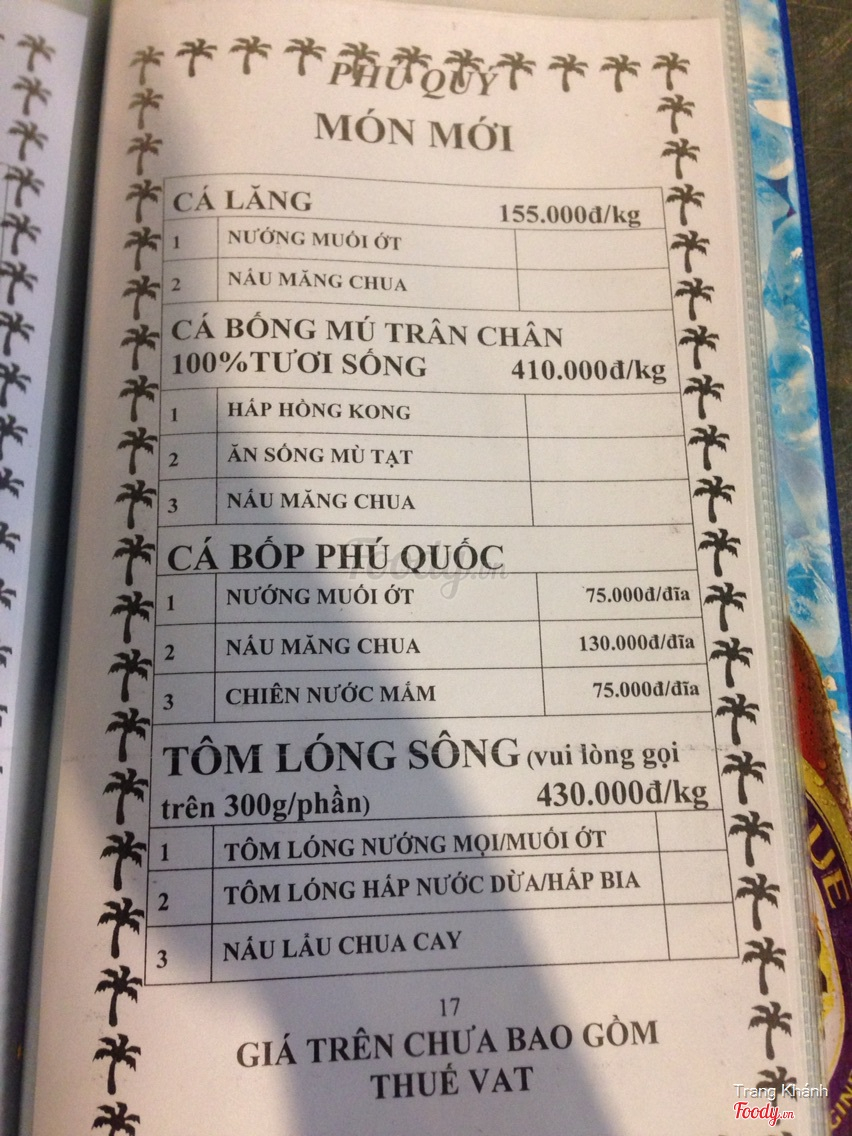 PHÚ QUÝ
MÓN MỚI
CÁ LĂNG 155.000đ/kg
1 NƯỚNG MUỐI ỚT
2 NẤU MĂNG CHUA
CÁ BỐNG MÚ TRÂN CHÂN
100%TƯƠI SỐNG 410.000đ/kg
1 HẤP HỒNG KONG
2 ĂN SỐNG MÙ TẠT
3 NẤU MĂNG CHUA
CÁ BỐP PHÚ QUỐC
1 NƯỚNG MUỐI ỚT 75.000đ/đĩa
2 NẤU MĂNG CHUA 130.000đ/đĩa
3 CHIÊN NƯỚC MẮM 75.000đ/đĩa
TÔM LÓNG SÔNG (vui lòng gọi
trên 300g/phần) 430.000đ/kg
1 TÔM LÓNG NƯỚNG MỌI/MUỐI ỚT
2 TÔM LÓNG HẤP NƯỚC DỪA/HẤP BIA
3 NẤU LẨU CHUA CAY
17
GIÁ TRÊN CHƯA BAO GỒM
THUẾ VAT
Foody.vn
Trang Khánh
Foody.vn